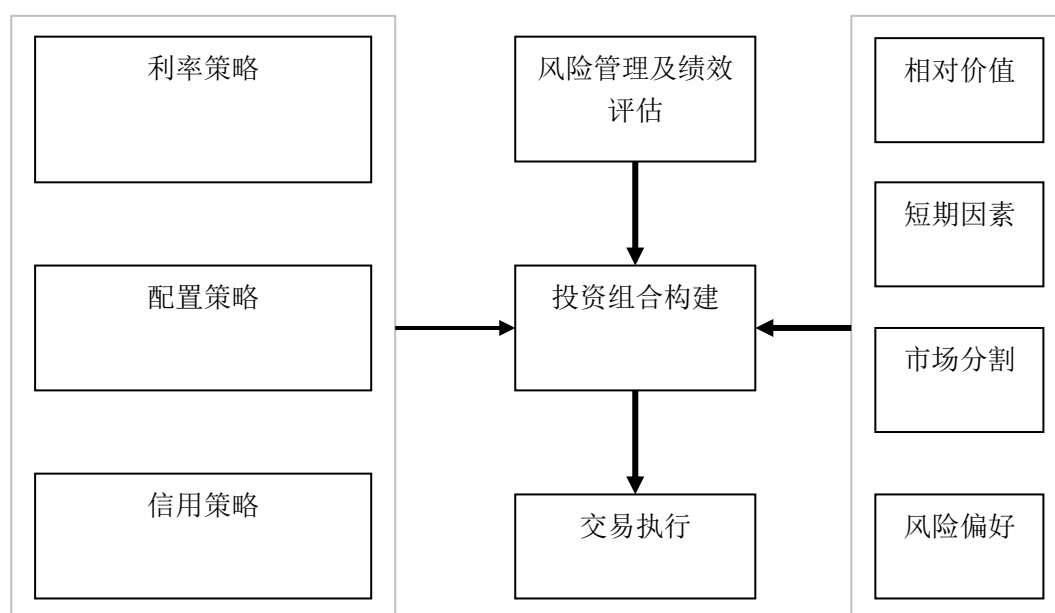 利率策略
配置策略
信用策略
风险管理及绩效
评估
投资组合构建
交易执行
相对价值
短期因素
市场分割
风险偏好